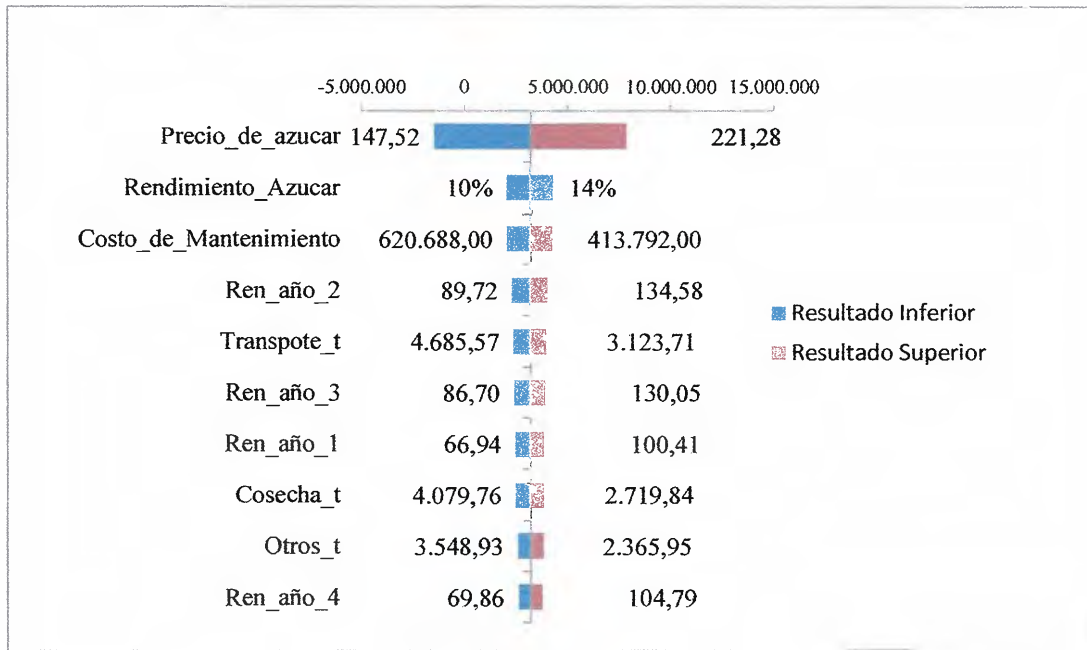 -5.000.000 0 5.000.000 10.000.000 15.000.000
Precio_de_azucar 147,52 221,28
Rendimiento_Azucar 10% 14%
Costo_de_Mantenimiento 620.688,00 413.792,00
Ren_año_2 89,72 134,58
Transpote_t 4.685,57 3.123,71
Ren_año_3 86,70 130,05
Ren_año_1 66,94 100,41
Cosecha_t 4.079,76 2.719,84
Otros_t 3.548,93 2.365,95
Ren_año_4 69,86 104,79
Resultado Inferior
Resultado Superior